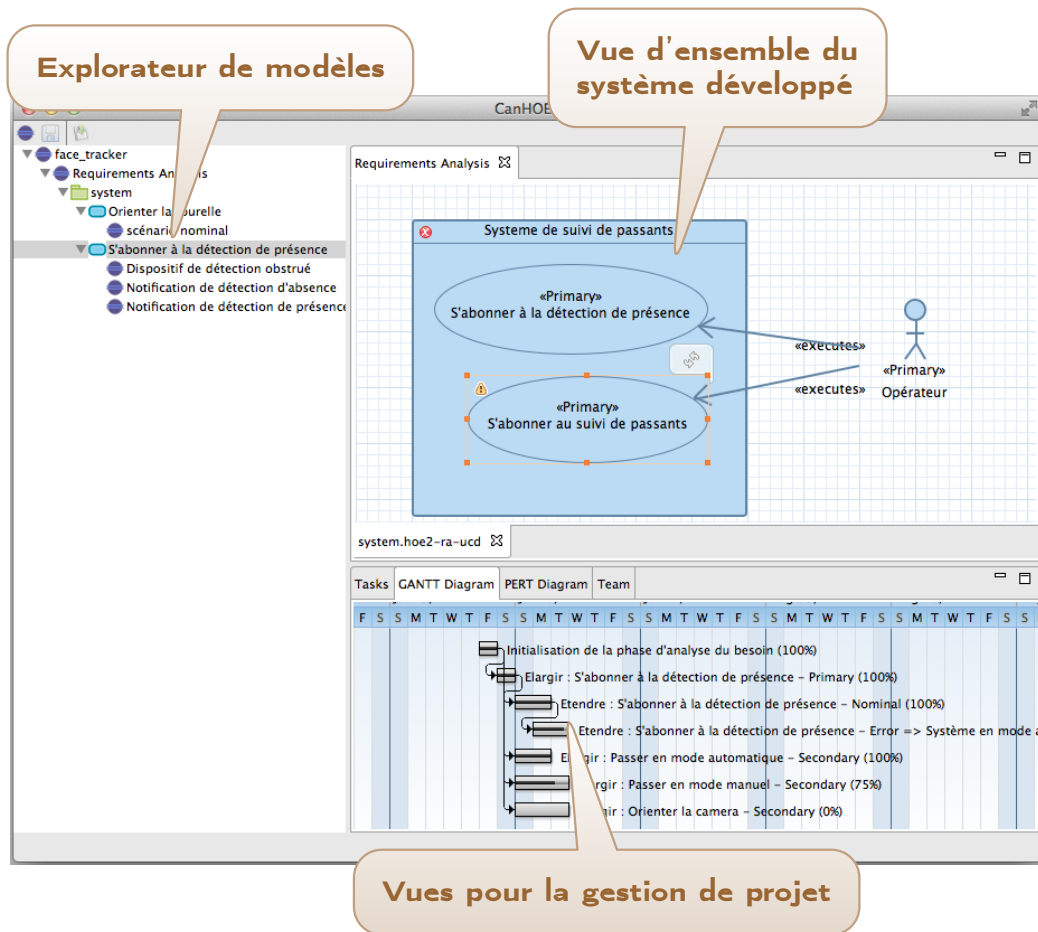 Explorateur de modèles
Vue d'ensemble du
système développé
CanHOE
face_tracker
Requirements
system
Orienter la
scénario nominal
S'abonner à la détection de présence
Dispositif de détection obstrué
Notification de détection d'absence
Notification de détection de présence
Requirements Analysis
Systeme de suivi de passants
«Primary»
S'abonner à la détection de présence
«executes»
«Primary»
«executes»
Opérateur
«Primary»
S'abonner au suivi de passants
system.hoe2-ra-ucd
Tasks GANTT Diagram PERT Diagram Team
F S S M T W T F S S M T W T F S S M T W T F S S M T W T F S S M T W T F S S
Initialisation de la phase d'analyse du besoin (100%)
Elargir : S'abonner à la détection de présence - Primary (100%)
Etendre : S'abonner à la détection de présence - Nominal (100%)
Etendre : S'abonner à la détection de présence - Error => Système en mode a
: Passer en mode automatique - Secondary (100%)
: Passer en mode manuel - Secondary (75%)
: Orienter la camera - Secondary (0%)
Vues pour la gestion de projet